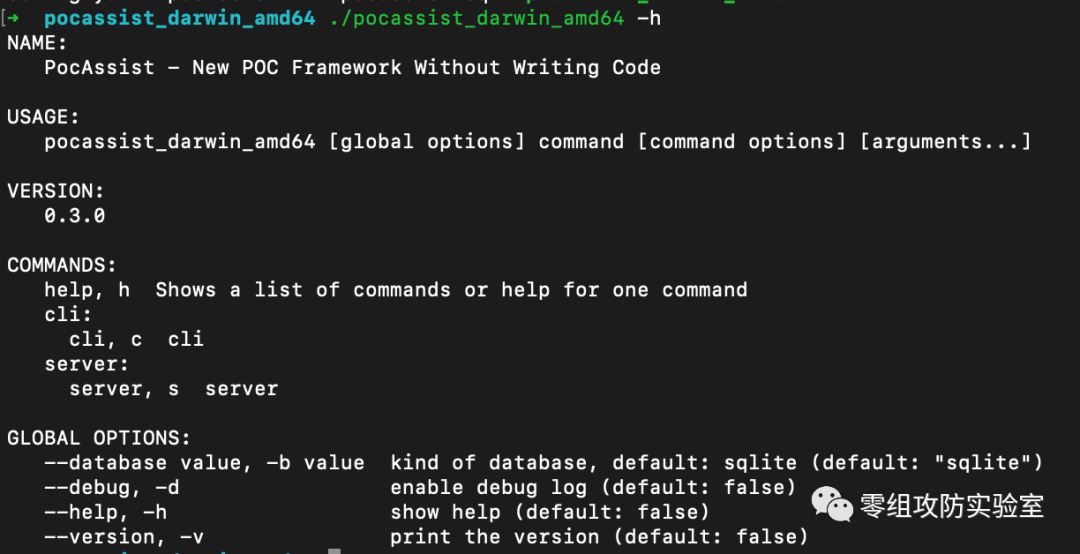 [➜  pocassist_darwin_amd64 ./pocassist_darwin_amd64 -h
NAME:
   PocAssist - New POC Framework Without Writing Code
USAGE:
   pocassist_darwin_amd64 [global options] command [command options] [arguments...]
VERSION:
   0.3.0
COMMANDS:
   help, h  Shows a list of commands or help for one command
   cli:
     cli, c  cli
   server:
     server, s  server
GLOBAL OPTIONS:
   --database value, -b value  kind of database, default: sqlite (default: "sqlite")
   --debug, -d                 enable debug log (default: false)
   --help, -h                  show help (default: false)
   --version, -v               print the version (default: false)
零组攻防实验室